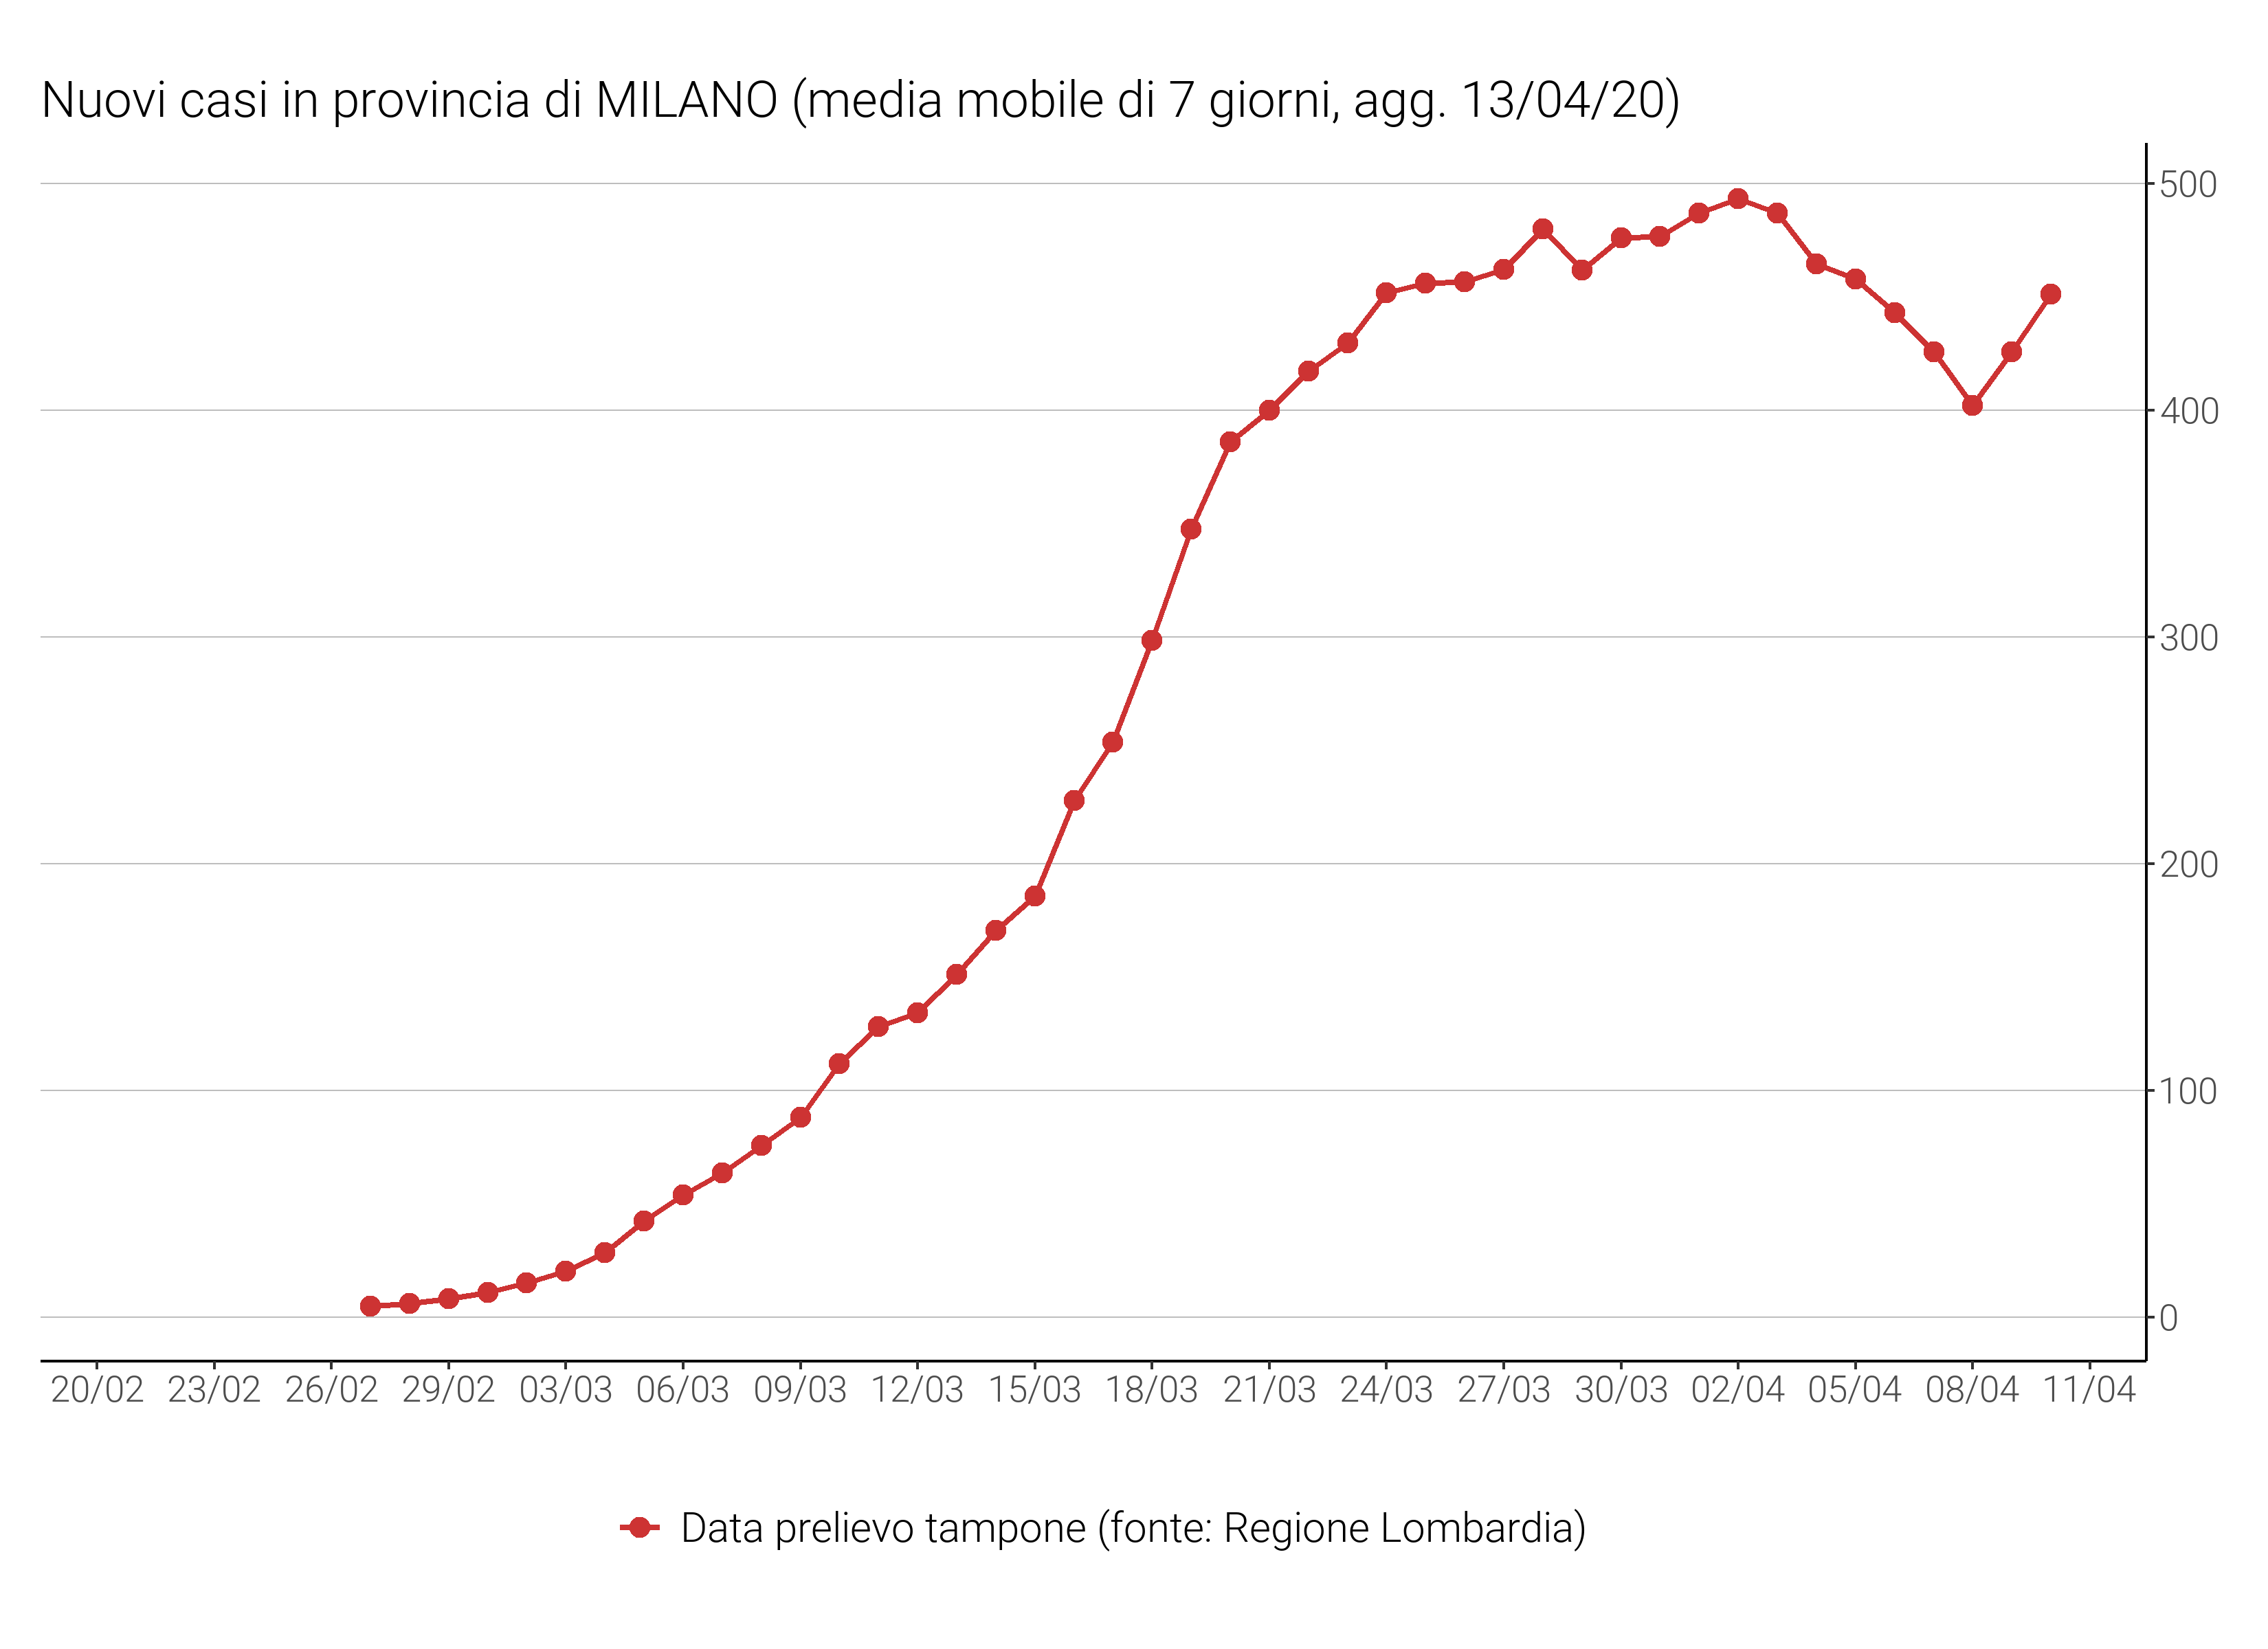 Nuovi casi in provincia di MILANO (media mobile di 7 giorni, agg. 13/04/20)
500
400
300
200
100
0
20/02 23/02 26/02 29/02 03/03 06/03 09/03 12/03 15/03 18/03 21/03 24/03 27/03 30/03 02/04 05/04 08/04 11/04
Data prelievo tampone (fonte: Regione Lombardia)